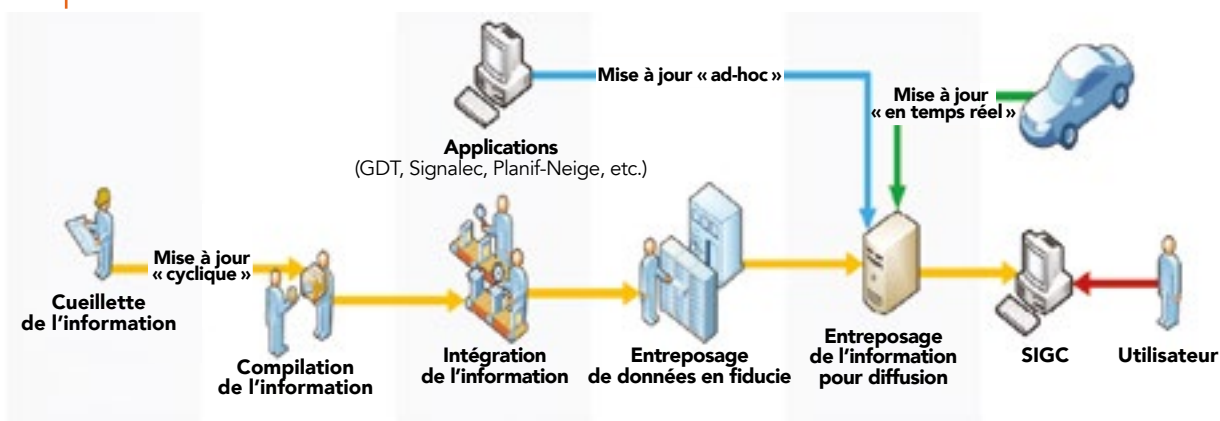 Mise à jour « ad-hoc »
Mise à jour
« en temps réel »
Applications
(GDT, Signalec, Planif-Neige, etc.)
Mise à jour
« cyclique »
Cueillette
de l'information
Compilation
de l'information
Intégration
de l'information
Entreposage
de données en fiducie
Entreposage
de l'information
pour diffusion
SIGC
Utilisateur